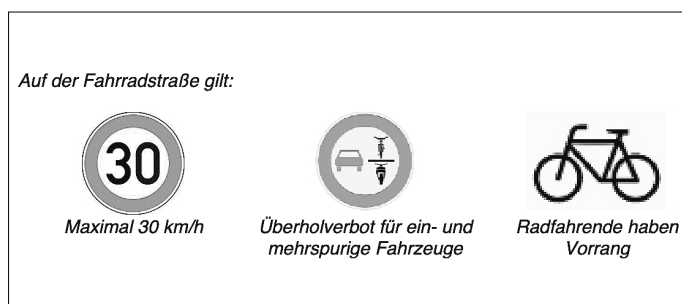 Auf der Fahrradstraße gilt:
30
Maximal 30 km/h
Überholverbot für ein- und
mehrspurige Fahrzeuge
Radfahrende haben
Vorrang